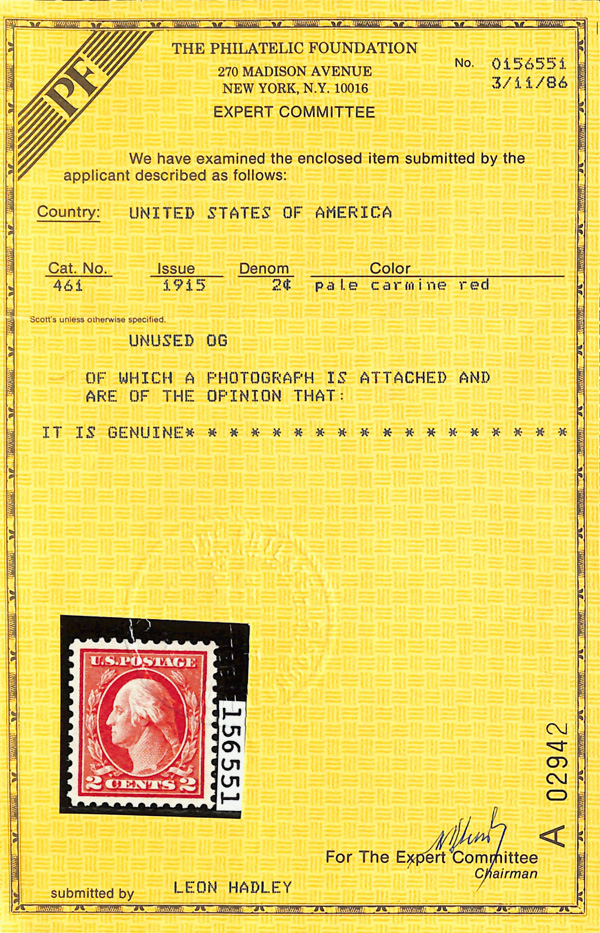 PF
THE PHILATELIC FOUNDATION
270 MADISON AVENUE
NEW YORK, N.Y. 10016
EXPERT COMMITTEE
No. 0156551
3/11/86
We have examined the enclosed item submitted by the
applicant described as follows:
Country: UNITED STATES OF AMERICA
Cat. No. Issue Denom Color
461 1915 2¢ pale carmine red
Scott's unless otherwise specified.
UNUSED OG
OF WHICH A PHOTOGRAPH IS ATTACHED AND
ARE OF THE OPINION THAT:
IT IS GENUINE* * * * * * * * * * * * * * * * * *
U.S. POSTAGE
2 CENTS 2
156551
A 02942
For The Expert Committee
Chairman
submitted by LEON HADLEY